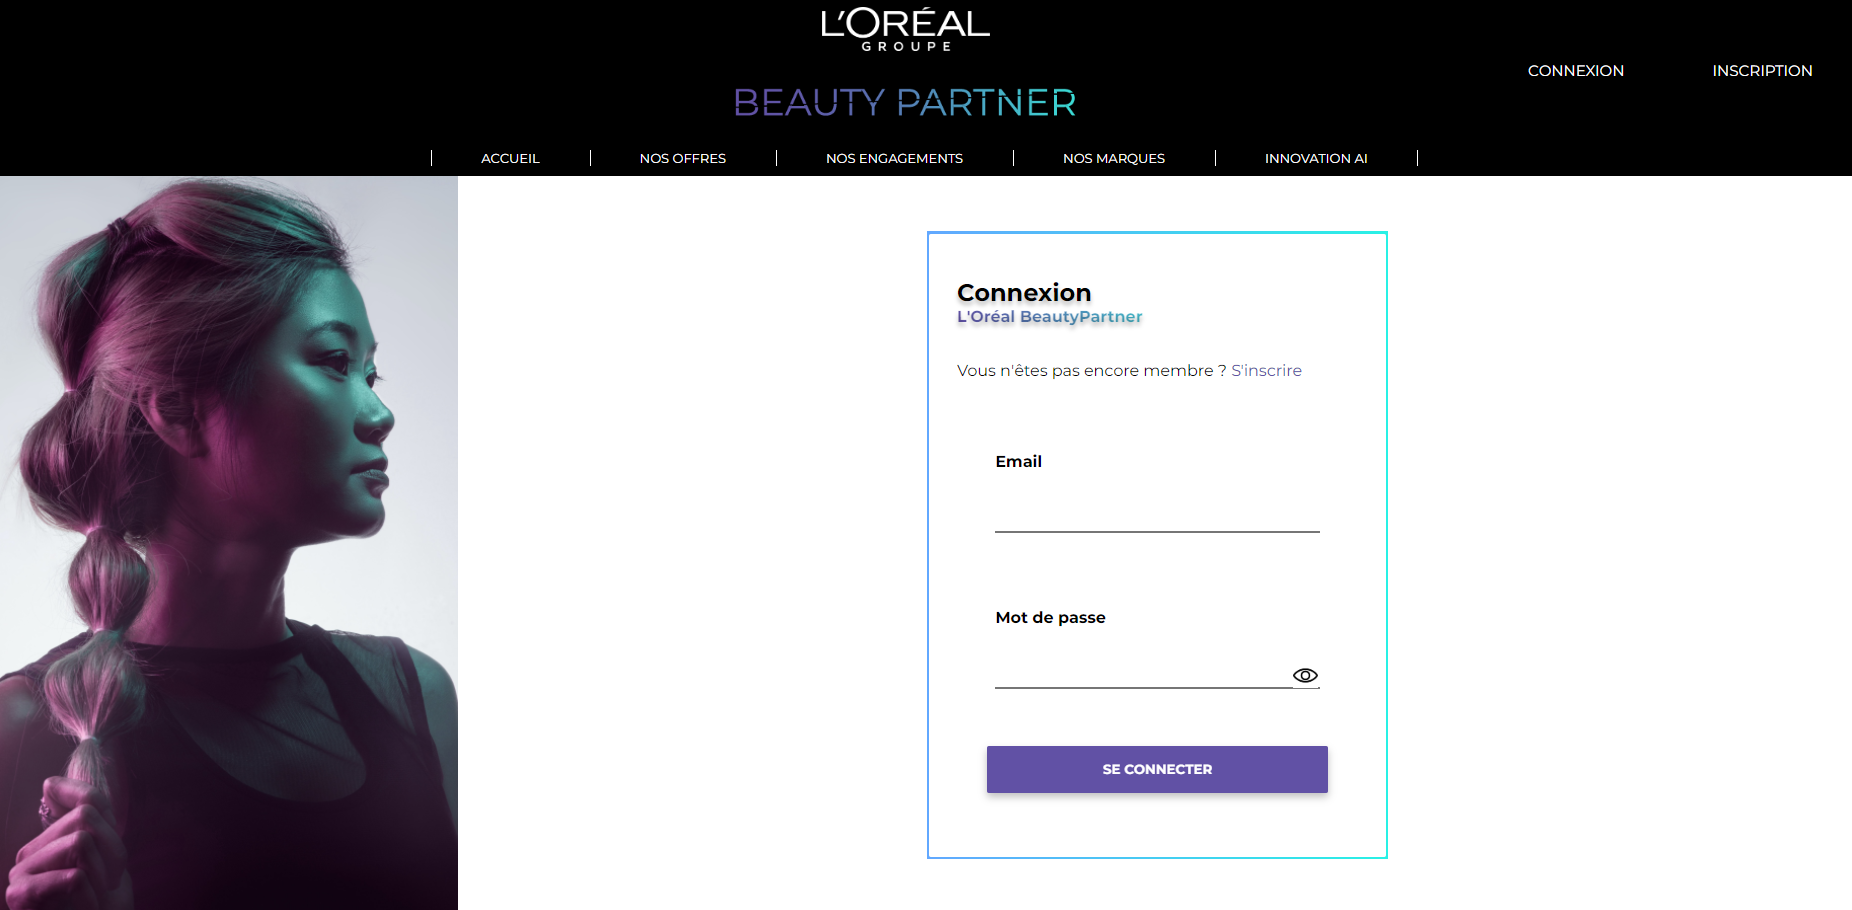 L'ORÉAL
GROUPE
BEAUTY PARTNER
CONNEXION
INSCRIPTION
ACCUEIL
NOS OFFRES
NOS ENGAGEMENTS
NOS MARQUES
INNOVATION AI
Connexion
L'Oréal BeautyPartner
Vous n'êtes pas encore membre ? S'inscrire
Email
Mot de passe
SE CONNECTER